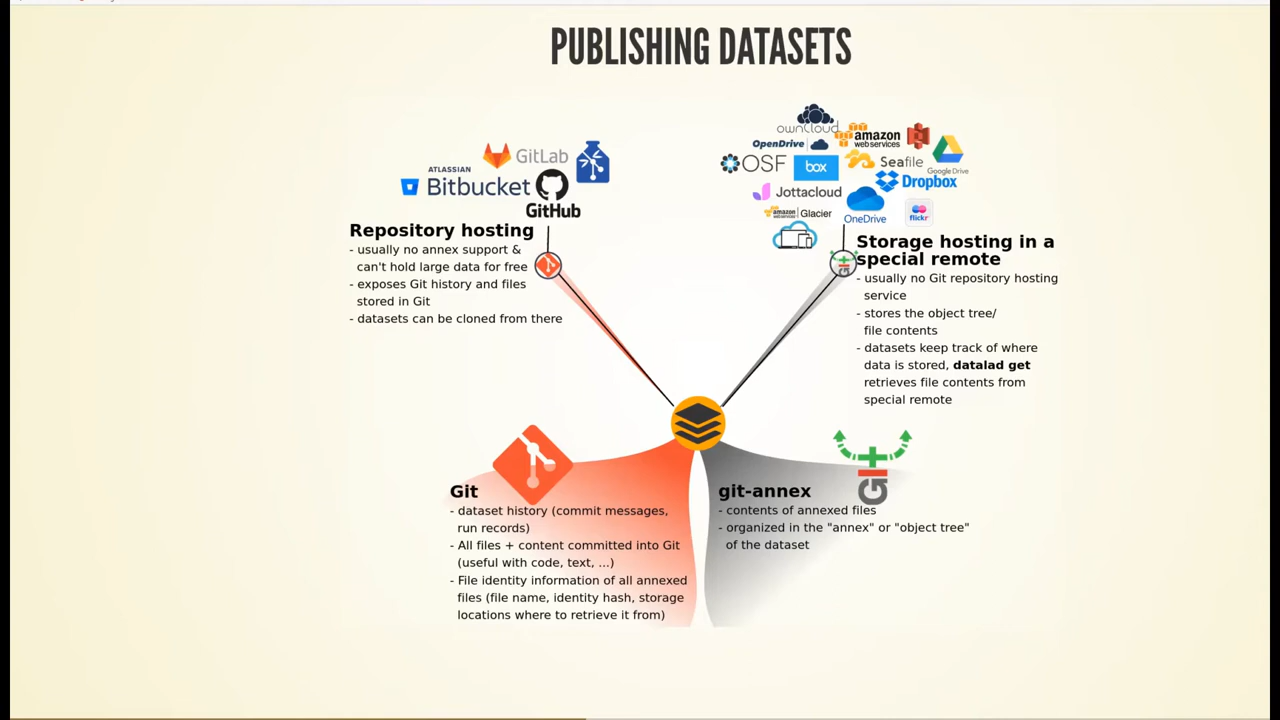 PUBLISHING DATASETS
GitLab
ATLASSIAN
Bitbucket
GitHub
ownCloud
OpenDrive
amazon
webservices
OSF
box
Seafile
Google Drive
Dropbox
Jottacloud
amazon
webservices
Glacier
OneDrive
flickr
Repository hosting
- usually no annex support &
can't hold large data for free
- exposes Git history and files
stored in Git
- datasets can be cloned from there
Storage hosting in a
special remote
- usually no Git repository hosting
service
- stores the object tree/
file contents
- datasets keep track of where
data is stored, datalad get
retrieves file contents from
special remote
Git
- dataset history (commit messages,
run records)
- All files + content committed into Git
(useful with code, text, ...)
- File identity information of all annexed
files (file name, identity hash, storage
locations where to retrieve it from)
git-annex
GIT
- contents of annexed files
- organized in the "annex" or "object tree"
of the dataset